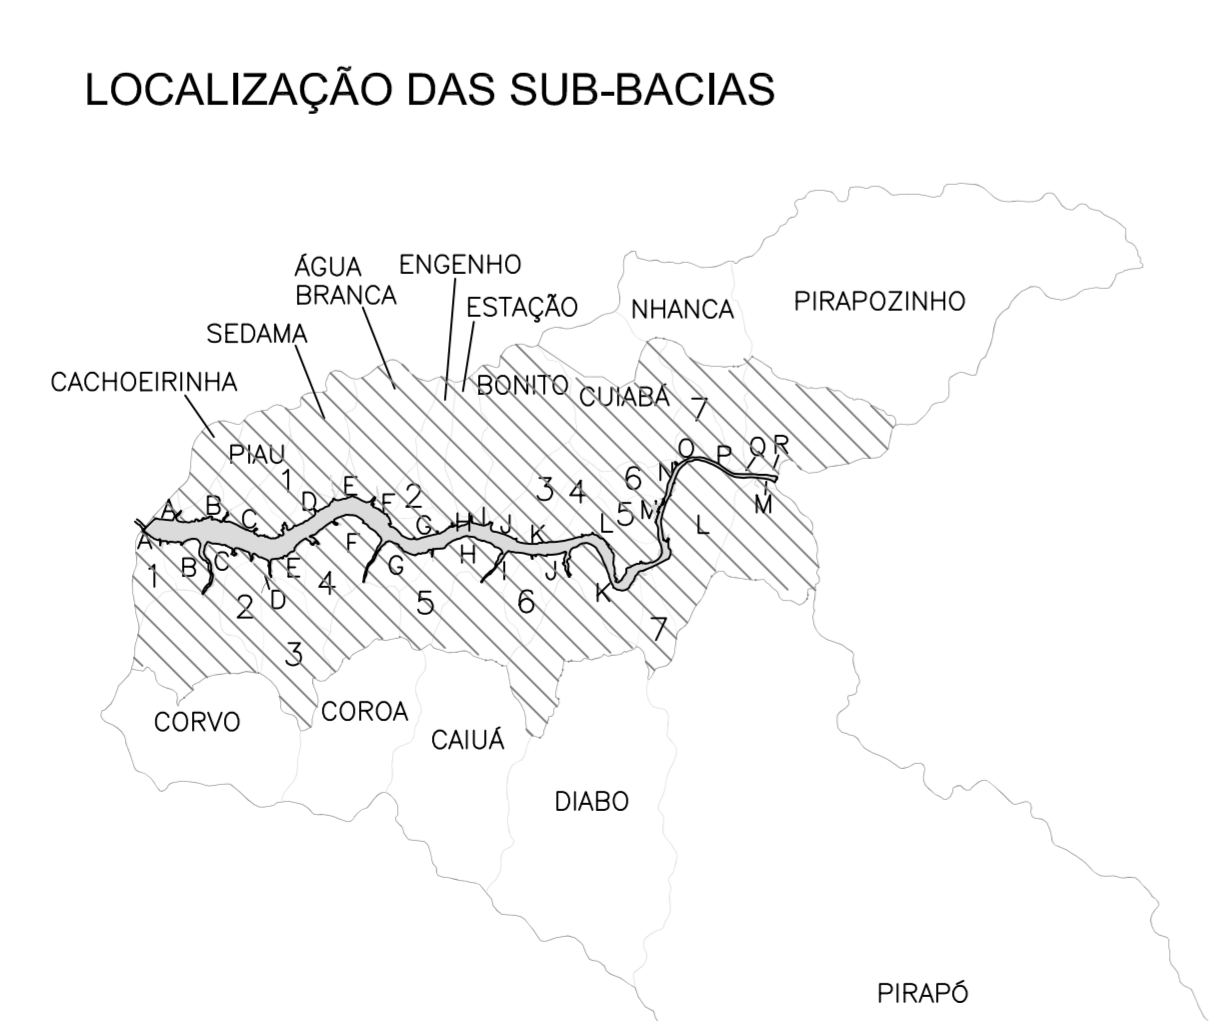 LOCALIZAÇÃO DAS SUB-BACIAS
ÁGUA
BRANCA
ENGENHO
ESTAÇÃO
NHANCA
PIRAPOZINHO
SEDAMA
CACHOEIRINHA
BONITO
CUIABÁ
7
PIAU
1
2
3
4
5
6
A
B
C
D
E
F
G
H
I
J
K
L
M
N
O
P
Q
R
A
B
C
D
E
F
G
H
I
J
K
L
M
1
2
3
4
5
6
7
CORVO
COROA
CAIUÁ
DIABO
PIRAPÓ